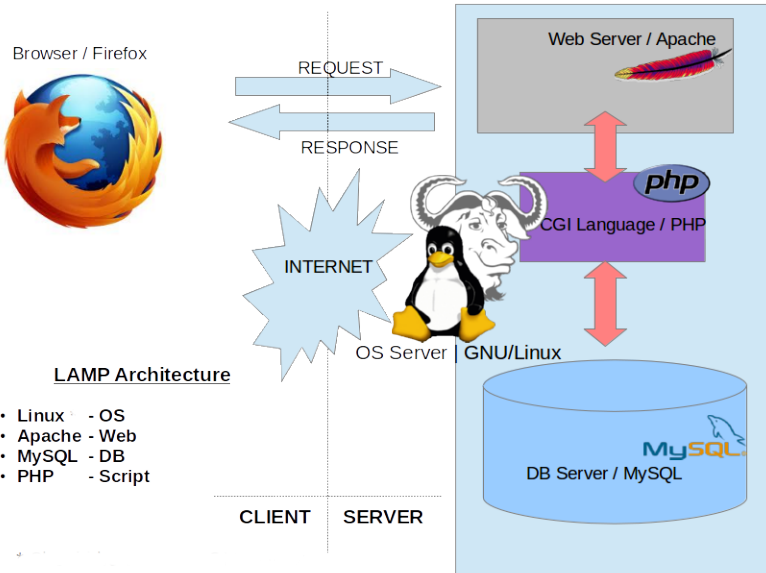 Browser / Firefox
REQUEST
RESPONSE
Web Server / Apache
php
CGI Language / PHP
INTERNET
OS Server | GNU/Linux
LAMP Architecture
• Linux - OS
• Apache - Web
• MySQL - DB
• PHP - Script
MySQL
DB Server / MySQL
CLIENT
SERVER